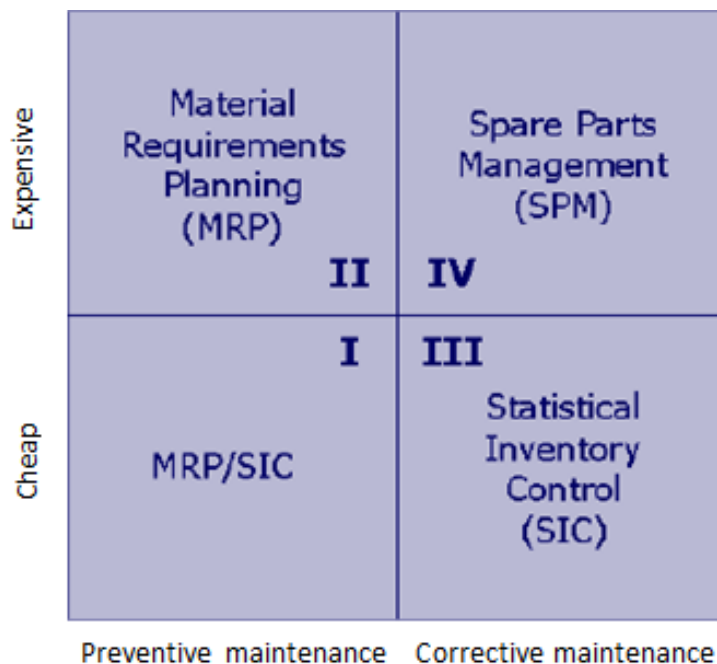 Expensive
Material
Requirements
Planning
(MRP)
II
Spare Parts
Management
(SPM)
IV
Cheap
I
MRP/SIC
III
Statistical
Inventory
Control
(SIC)
Preventive maintenance
Corrective maintenance